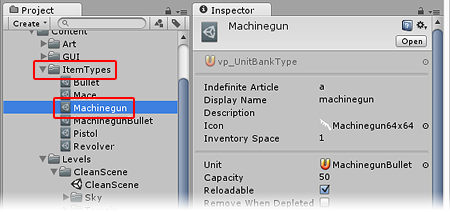 Project
Create
Content
Art
GUI
ItemTypes
Bullet
Mace
Machinegun
MachinegunBullet
Pistol
Revolver
Levels
CleanScene
CleanScene
Sky
Inspector
Machinegun
Open
vp_UnitBankType
Indefinite Article a
Display Name machinegun
Description
Icon Machinegun64x64
Inventory Space 1
Unit MachinegunBullet
Capacity 50
Reloadable
Remove When Depleted